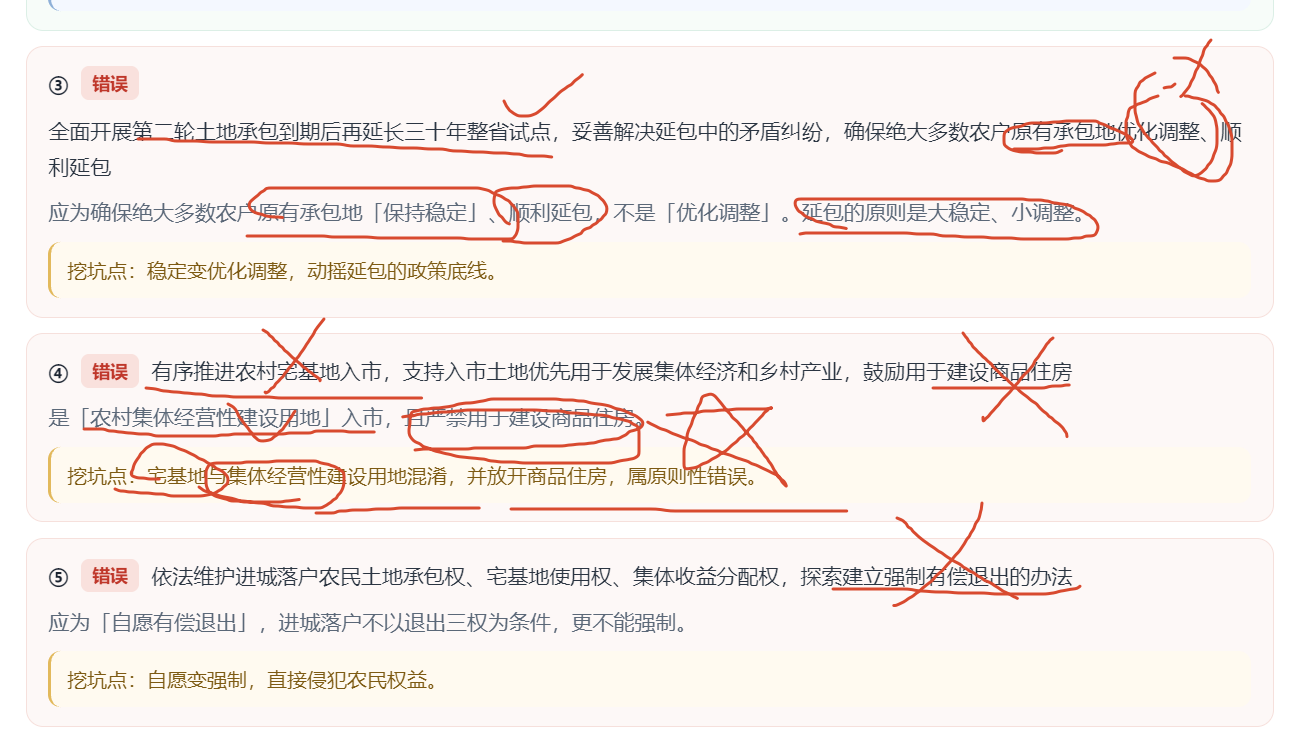 ③ 错误
全面开展第二轮土地承包到期后再延长三十年整省试点，妥善解决延包中的矛盾纠纷，确保绝大多数农户原有承包地优化调整、顺
利延包
应为确保绝大多数农户原有承包地「保持稳定」、顺利延包，不是「优化调整」。延包的原则是大稳定、小调整。
挖坑点：稳定变优化调整，动摇延包的政策底线。
④ 错误 有序推进农村宅基地入市，支持入市土地优先用于发展集体经济和乡村产业，鼓励用于建设商品住房
是「农村集体经营性建设用地」入市，且严禁用于建设商品住房。
挖坑点：宅基地与集体经营性建设用地混淆，并放开商品住房，属原则性错误。
⑤ 错误 依法维护进城落户农民土地承包权、宅基地使用权、集体收益分配权，探索建立强制有偿退出的办法
应为「自愿有偿退出」，进城落户不以退出三权为条件，更不能强制。
挖坑点：自愿变强制，直接侵犯农民权益。